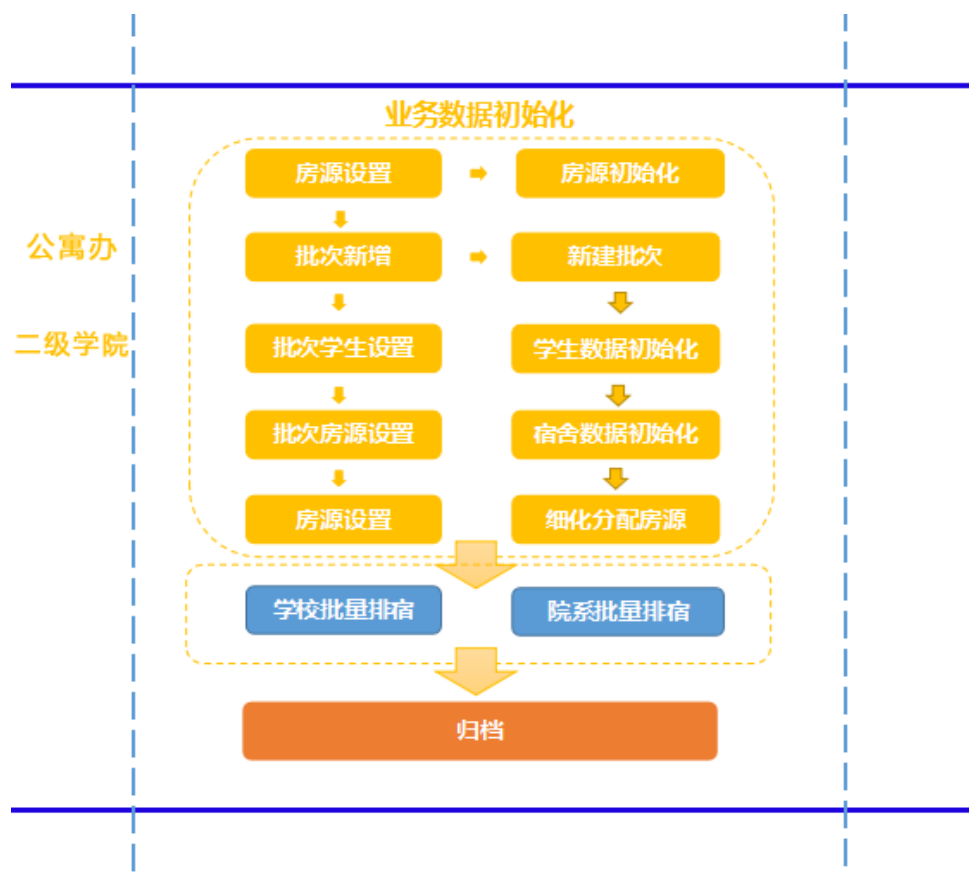 业务数据初始化
房源设置
房源初始化
公寓办
批次新增
新建批次
二级学院
批次学生设置
学生数据初始化
批次房源设置
宿舍数据初始化
房源设置
细化分配房源
学校批量排宿
院系批量排宿
归档